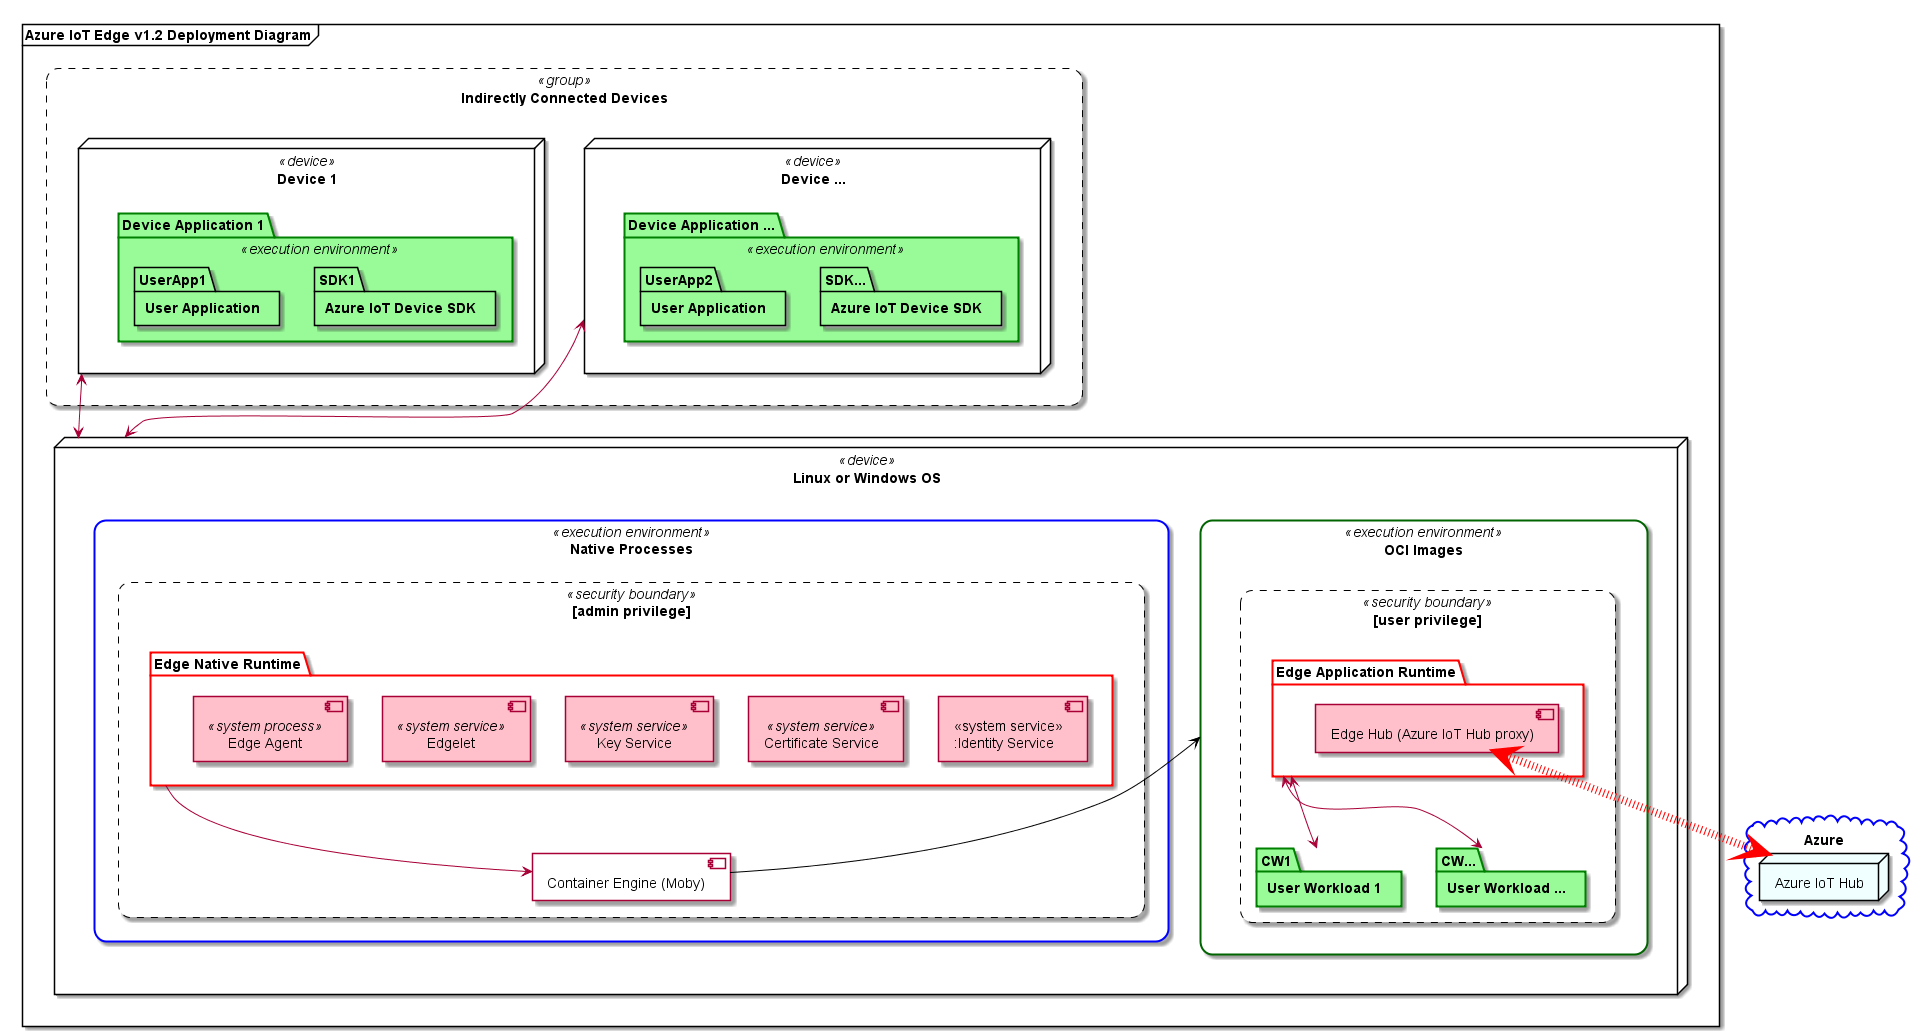 Azure IoT Edge v1.2 Deployment Diagram
«group»
Indirectly Connected Devices
«device»
Device 1
Device Application 1
«execution environment»
UserApp1
User Application
SDK1
Azure IoT Device SDK
«device»
Device ...
Device Application ...
«execution environment»
UserApp2
User Application
SDK...
Azure IoT Device SDK
«device»
Linux or Windows OS
«execution environment»
Native Processes
«security boundary»
[admin privilege]
Edge Native Runtime
«system process»
Edge Agent
«system service»
Edgelet
«system service»
Key Service
«system service»
Certificate Service
«system service»
:Identity Service
Container Engine (Moby)
«execution environment»
OCI Images
«security boundary»
[user privilege]
Edge Application Runtime
Edge Hub (Azure IoT Hub proxy)
CW1
User Workload 1
CW...
User Workload ...
Azure
Azure IoT Hub